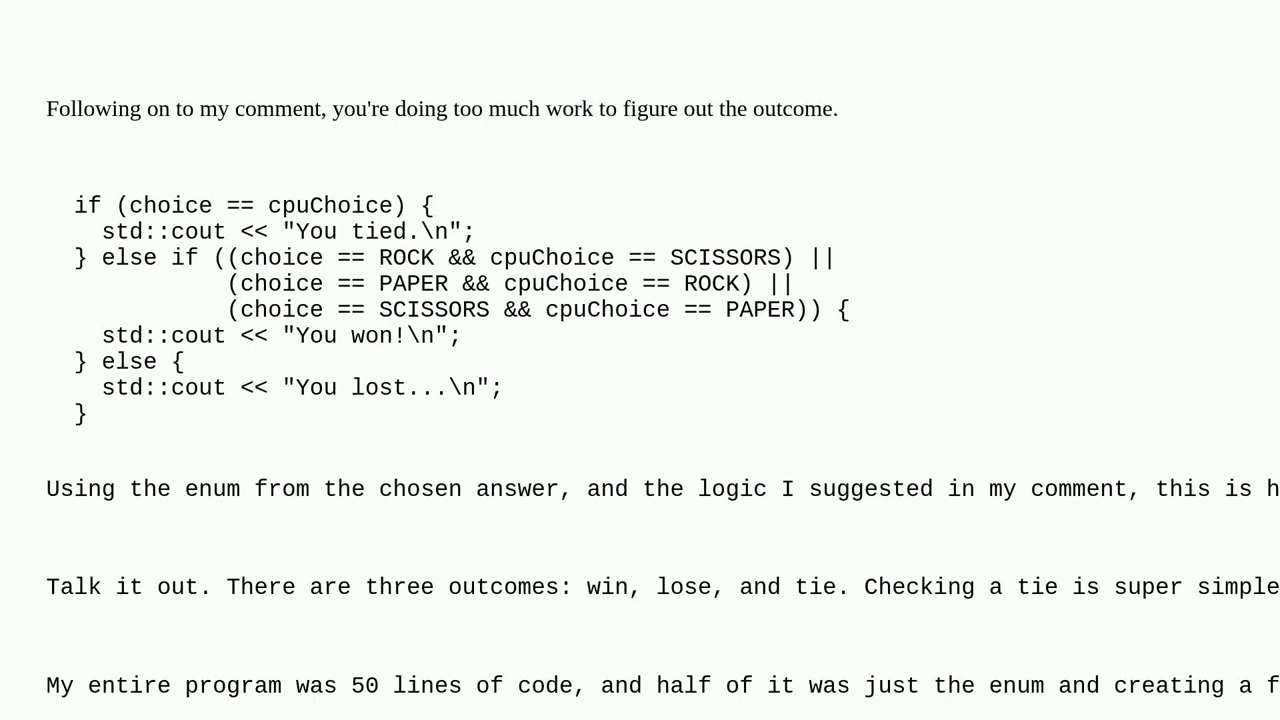 Following on to my comment, you're doing too much work to figure out the outcome.
if (choice == cpuChoice) {
std::cout << "You tied.\n";
} else if ((choice == ROCK && cpuChoice == SCISSORS) ||
(choice == PAPER && cpuChoice == ROCK) ||
(choice == SCISSORS && cpuChoice == PAPER)) {
std::cout << "You won!\n";
} else {
std::cout << "You lost...\n";
}
Using the enum from the chosen answer, and the logic I suggested in my comment, this is
Talk it out. There are three outcomes: win, lose, and tie. Checking a tie is super simple
My entire program was 50 lines of code, and half of it was just the enum and creating a